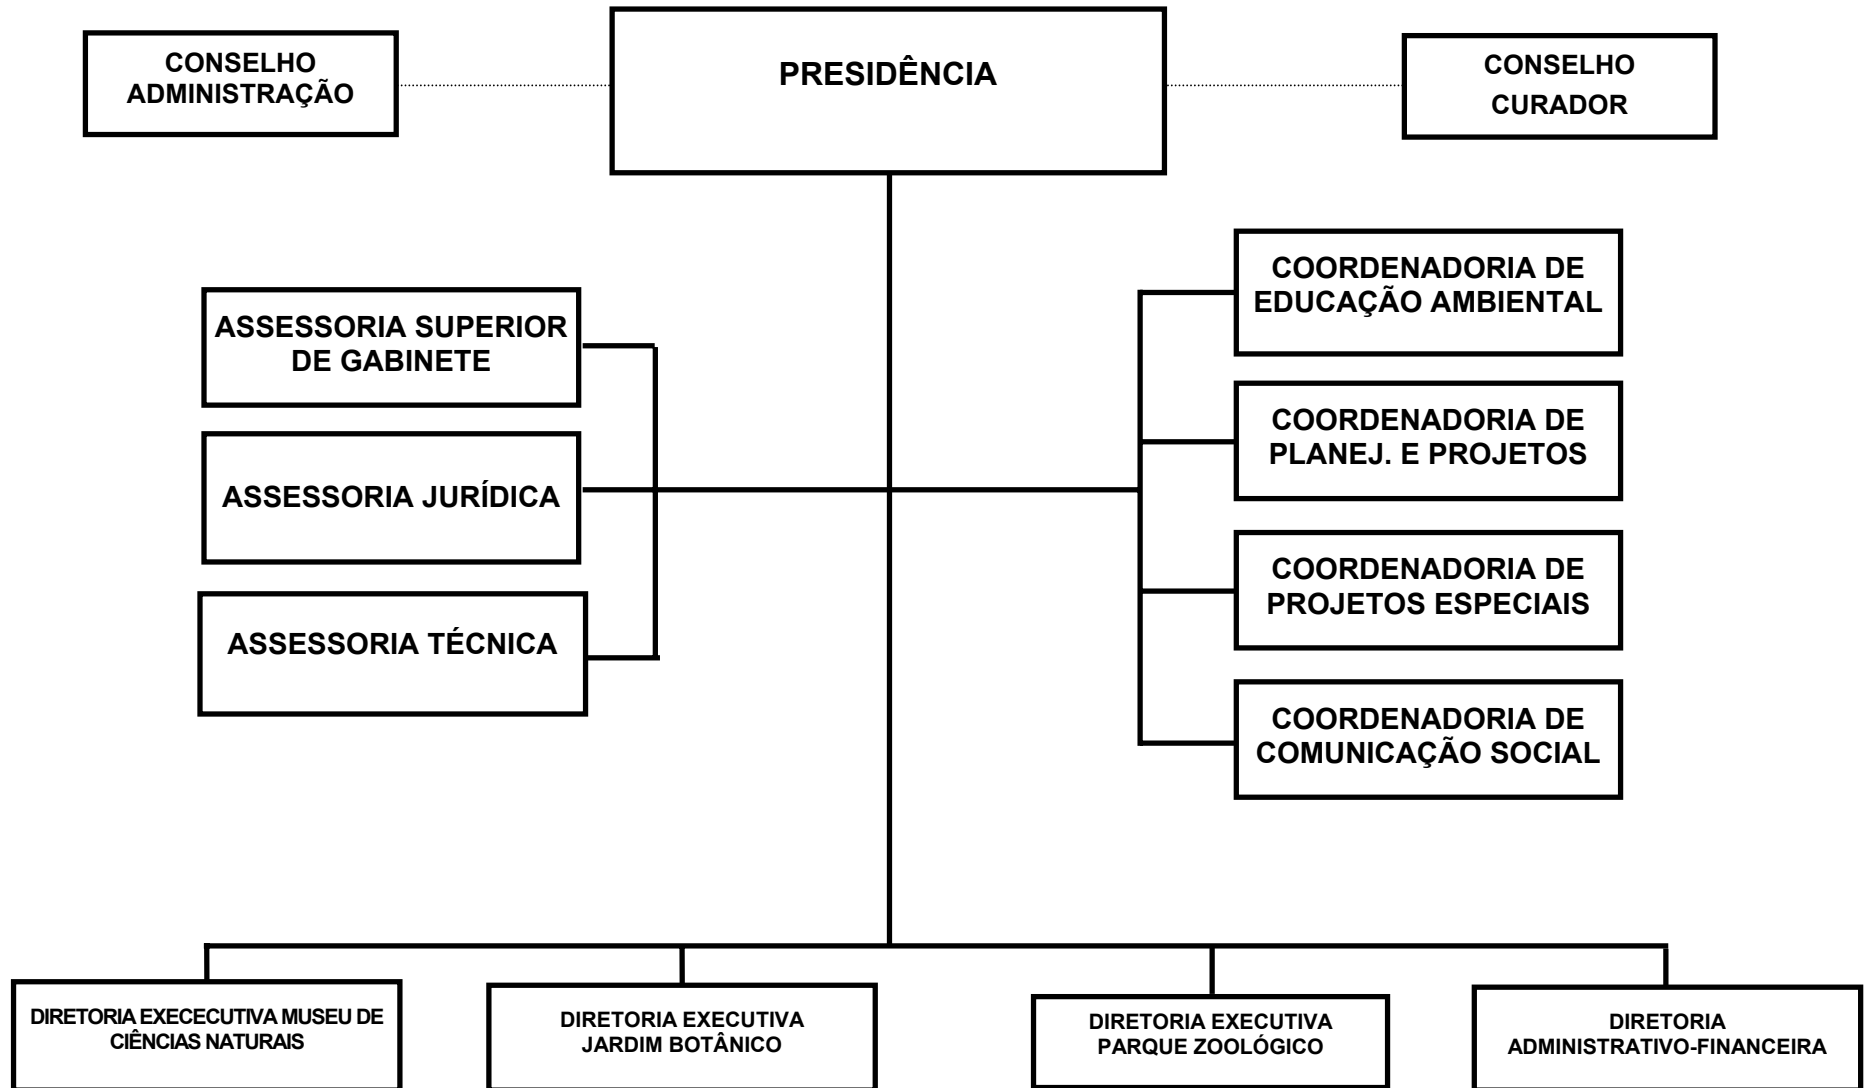 CONSELHO
ADMINISTRAÇÃO
PRESIDÊNCIA
CONSELHO
CURADOR
ASSESSORIA SUPERIOR
DE GABINETE
ASSESSORIA JURÍDICA
ASSESSORIA TÉCNICA
COORDENADORIA DE
EDUCAÇÃO AMBIENTAL
COORDENADORIA DE
PLANEJ. E PROJETOS
COORDENADORIA DE
PROJETOS ESPECIAIS
COORDENADORIA DE
COMUNICAÇÃO SOCIAL
DIRETORIA EXECECUTIVA MUSEU DE
CIÊNCIAS NATURAIS
DIRETORIA EXECUTIVA
JARDIM BOTÂNICO
DIRETORIA EXECUTIVA
PARQUE ZOOLÓGICO
DIRETORIA
ADMINISTRATIVO-FINANCEIRA